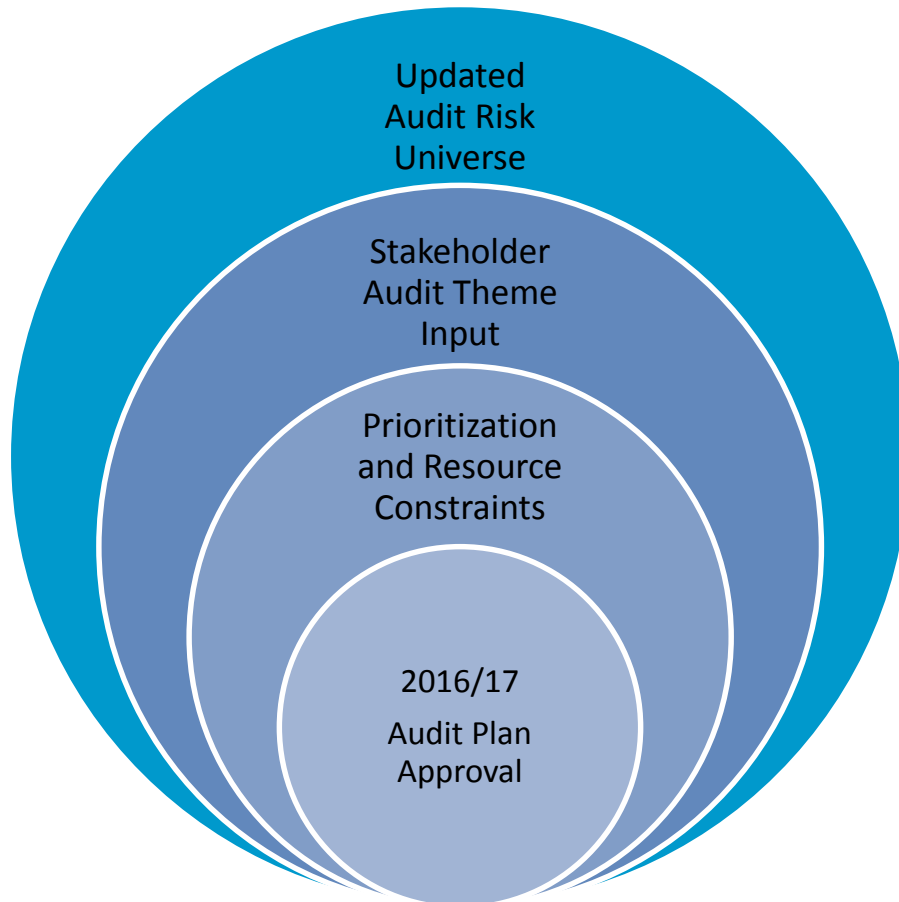 Updated
Audit Risk
Universe
Stakeholder
Audit Theme
Input
Prioritization
and Resource
Constraints
2016/17
Audit Plan
Approval